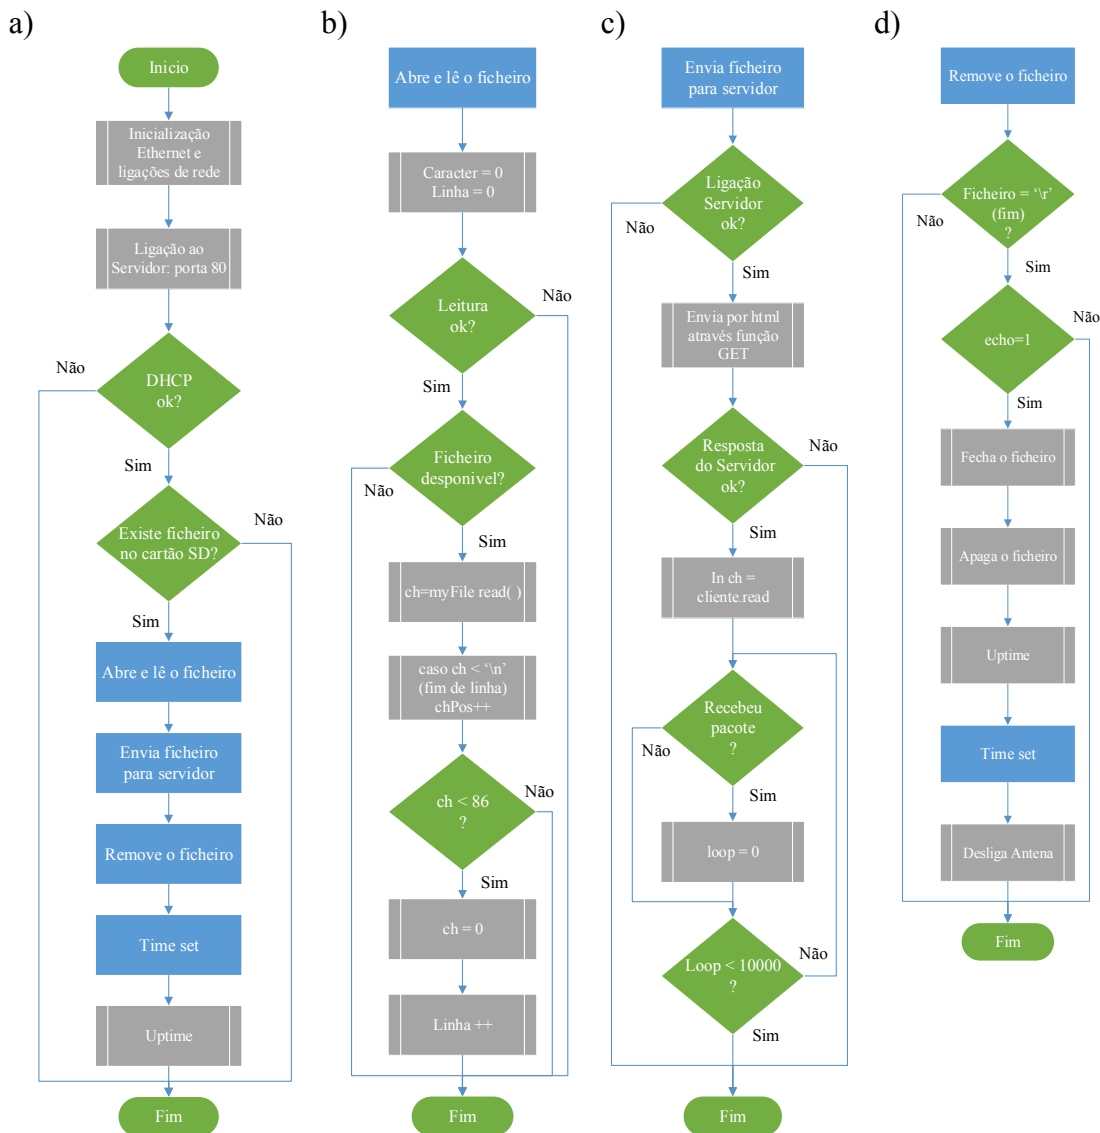 a)
Inicio
Inicialização
Ethernet e
ligações de rede
Ligação ao
Servidor: porta 80
Não
DHCP
ok?
Sim
Existe ficheiro
no cartão SD?
Não
Sim
Abre e lê o ficheiro
Envia ficheiro
para servidor
Remove o ficheiro
Time set
Uptime
Fim
b)
Abre e lê o ficheiro
Caracter = 0
Linha = 0
Leitura
ok?
Não
Sim
Ficheiro
desponivel?
Não
Sim
ch=myFile read( )
caso ch < ‘\n’
(fim de linha)
chPos++
ch < 86
?
Não
Sim
ch = 0
Linha ++
Fim
c)
Envia ficheiro
para servidor
Ligação
Servidor
ok?
Não
Sim
Envia por html
através função
GET
Resposta
do Servidor
ok?
Não
Sim
In ch =
cliente.read
Recebeu
pacote
?
Não
Sim
loop = 0
Loop < 10000
?
Não
Sim
Fim
d)
Remove o ficheiro
Ficheiro = ‘\r’
(fim)
?
Não
Sim
echo=1
Não
Sim
Fecha o ficheiro
Apaga o ficheiro
Uptime
Time set
Desliga Antena
Fim